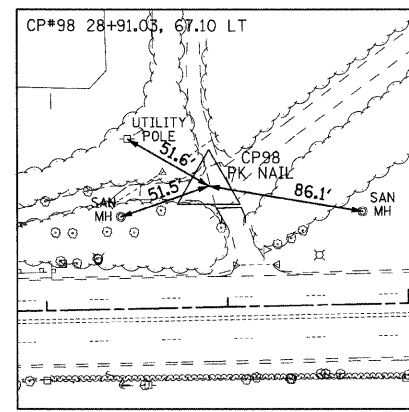 CP#98 28+91.03, 67.10 LT
UTILITY
POLE
51.6'
CP98
PK NAIL
51.5'
86.1'
SAN
MH
SAN
MH